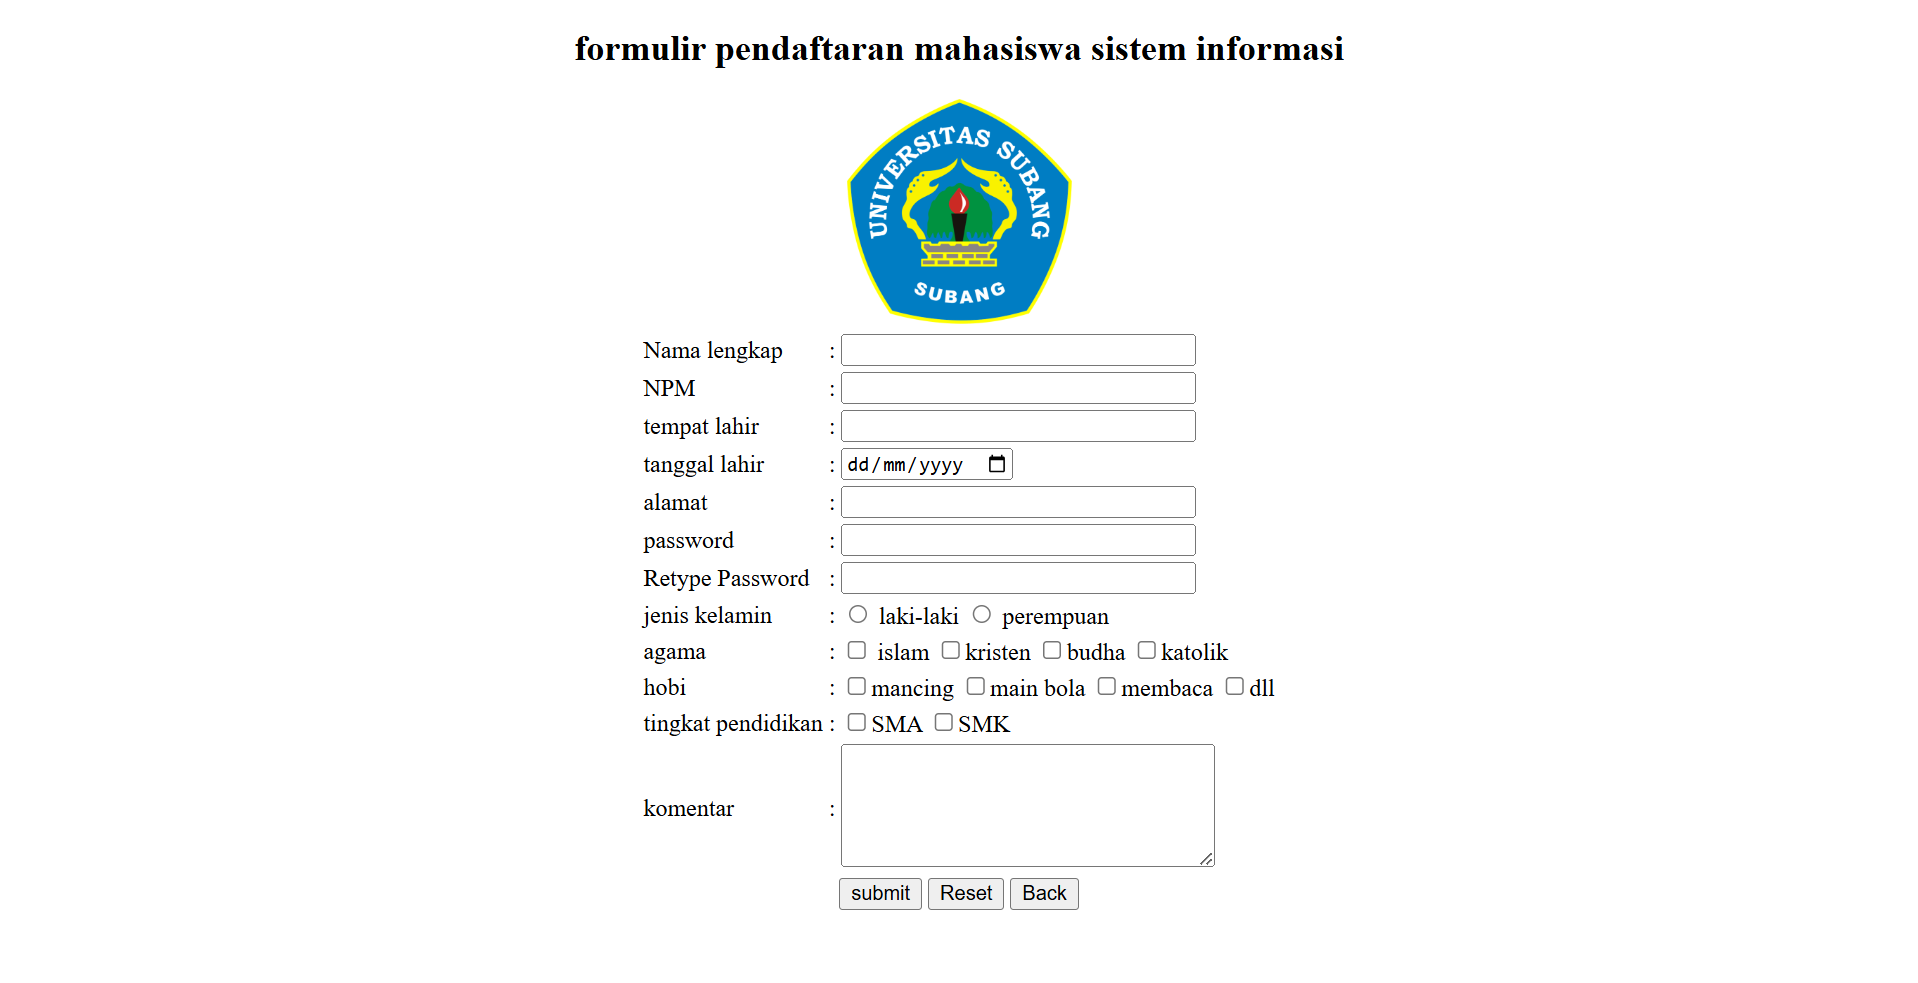 formulir pendaftaran mahasiswa sistem informasi
UNIVERSITAS SUBANG
SUBANG
Nama lengkap :
NPM :
tempat lahir :
tanggal lahir : dd/mm/yyyy
alamat :
password :
Retype Password :
jenis kelamin : laki-laki perempuan
agama : islam kristen budha katolik
hobi : mancing main bola membaca dll
tingkat pendidikan : SMA SMK
komentar :
submit Reset Back